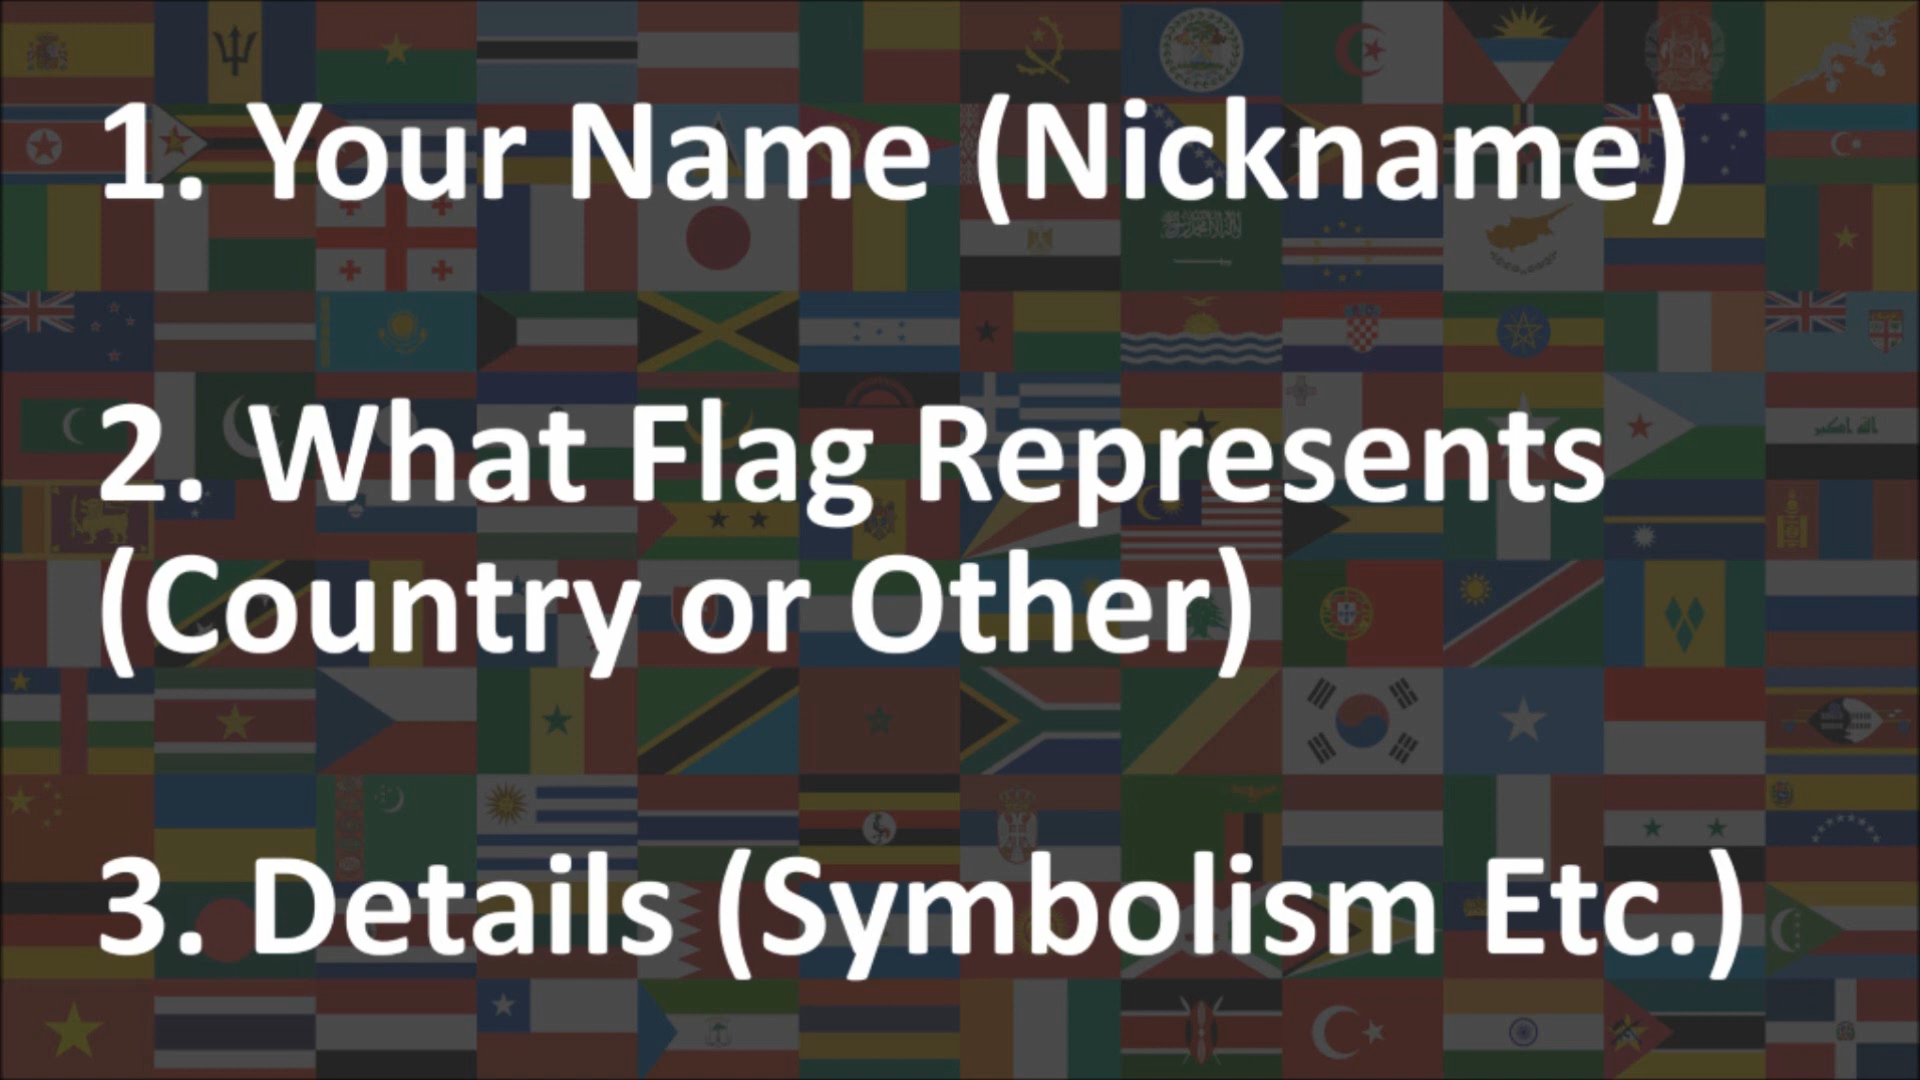 1. Your Name (Nickname)
2. What Flag Represents
(Country or Other)
3. Details (Symbolism Etc.)